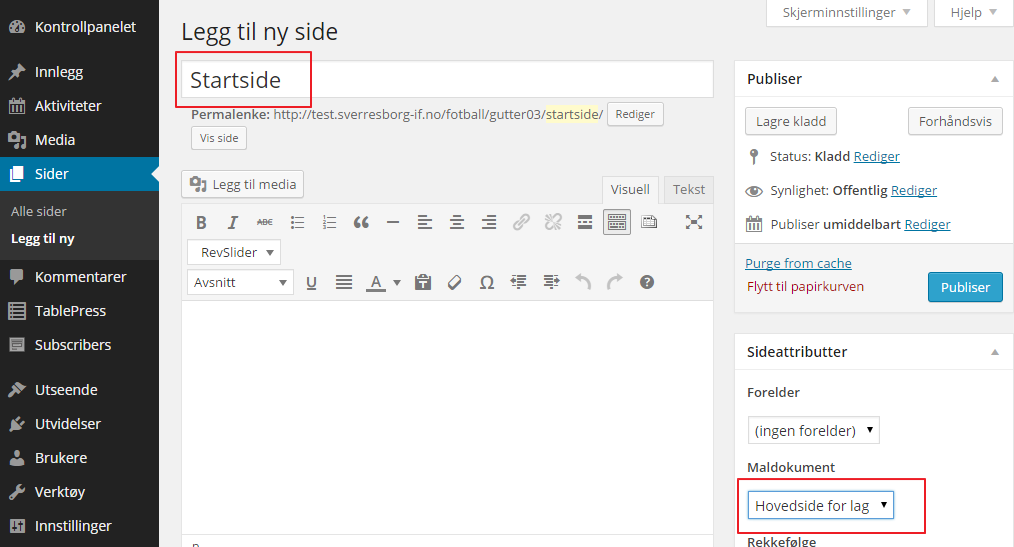 Skjerminnstillinger
Hjelp
Kontrollpanelet
Innlegg
Aktiviteter
Media
Sider
Alle sider
Legg til ny
Kommentarer
TablePress
Subscribers
Utseende
Utvidelser
Brukere
Verktøy
Innstillinger
Legg til ny side
Startside
Permalenke: http://test.sverresborg-if.no/fotball/gutter03/startside/ Rediger
Vis side
Legg til media
Visuell Tekst
B I ABC
RevSlider
Avsnitt U A Ω ?
p
Publiser
Lagre kladd Forhåndsvis
Status: Kladd Rediger
Synlighet: Offentlig Rediger
Publiser umiddelbart Rediger
Purge from cache
Flytt til papirkurven Publiser
Sideattributter
Forelder
(ingen forelder)
Maldokument
Hovedside for lag
Rekkefølge